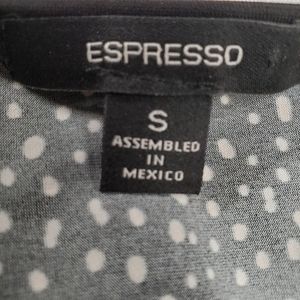 ESPRESSO
S
ASSEMBLED
IN
MEXICO